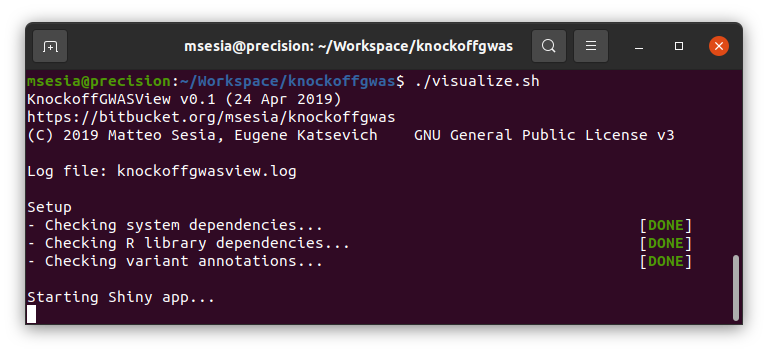 msesia@precision: ~/Workspace/knockoffgwas
msesia@precision:~/Workspace/knockoffgwas$ ./visualize.sh
KnockoffGWASView v0.1 (24 Apr 2019)
https://bitbucket.org/msesia/knockoffgwas
(C) 2019 Matteo Sesia, Eugene Katsevich    GNU General Public License v3
Log file: knockoffgwasview.log
Setup
- Checking system dependencies... [DONE]
- Checking R library dependencies... [DONE]
- Checking variant annotations... [DONE]
Starting Shiny app...